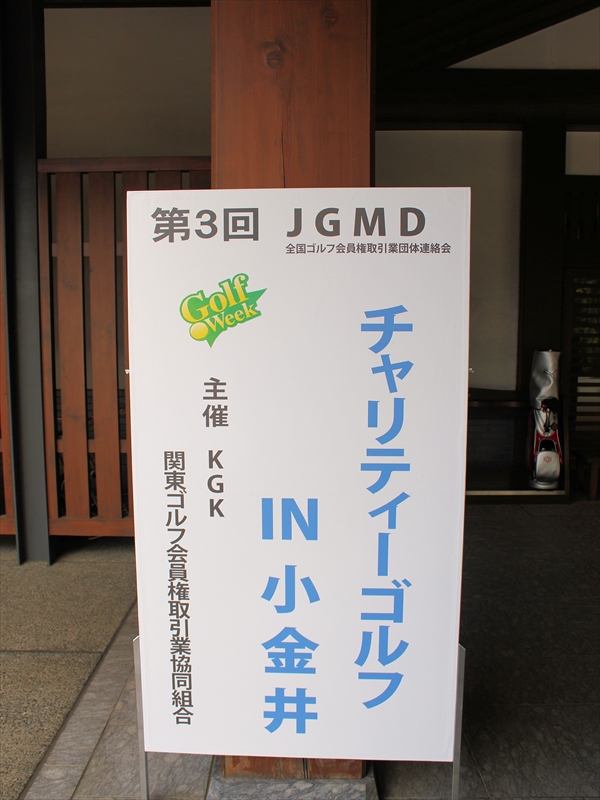 第3回 JGMD
全国ゴルフ会員権取引業団体連絡会
Golf
Week
チャリティーゴルフ
IN 小金井
主催 KGK
関東ゴルフ会員権取引業協同組合